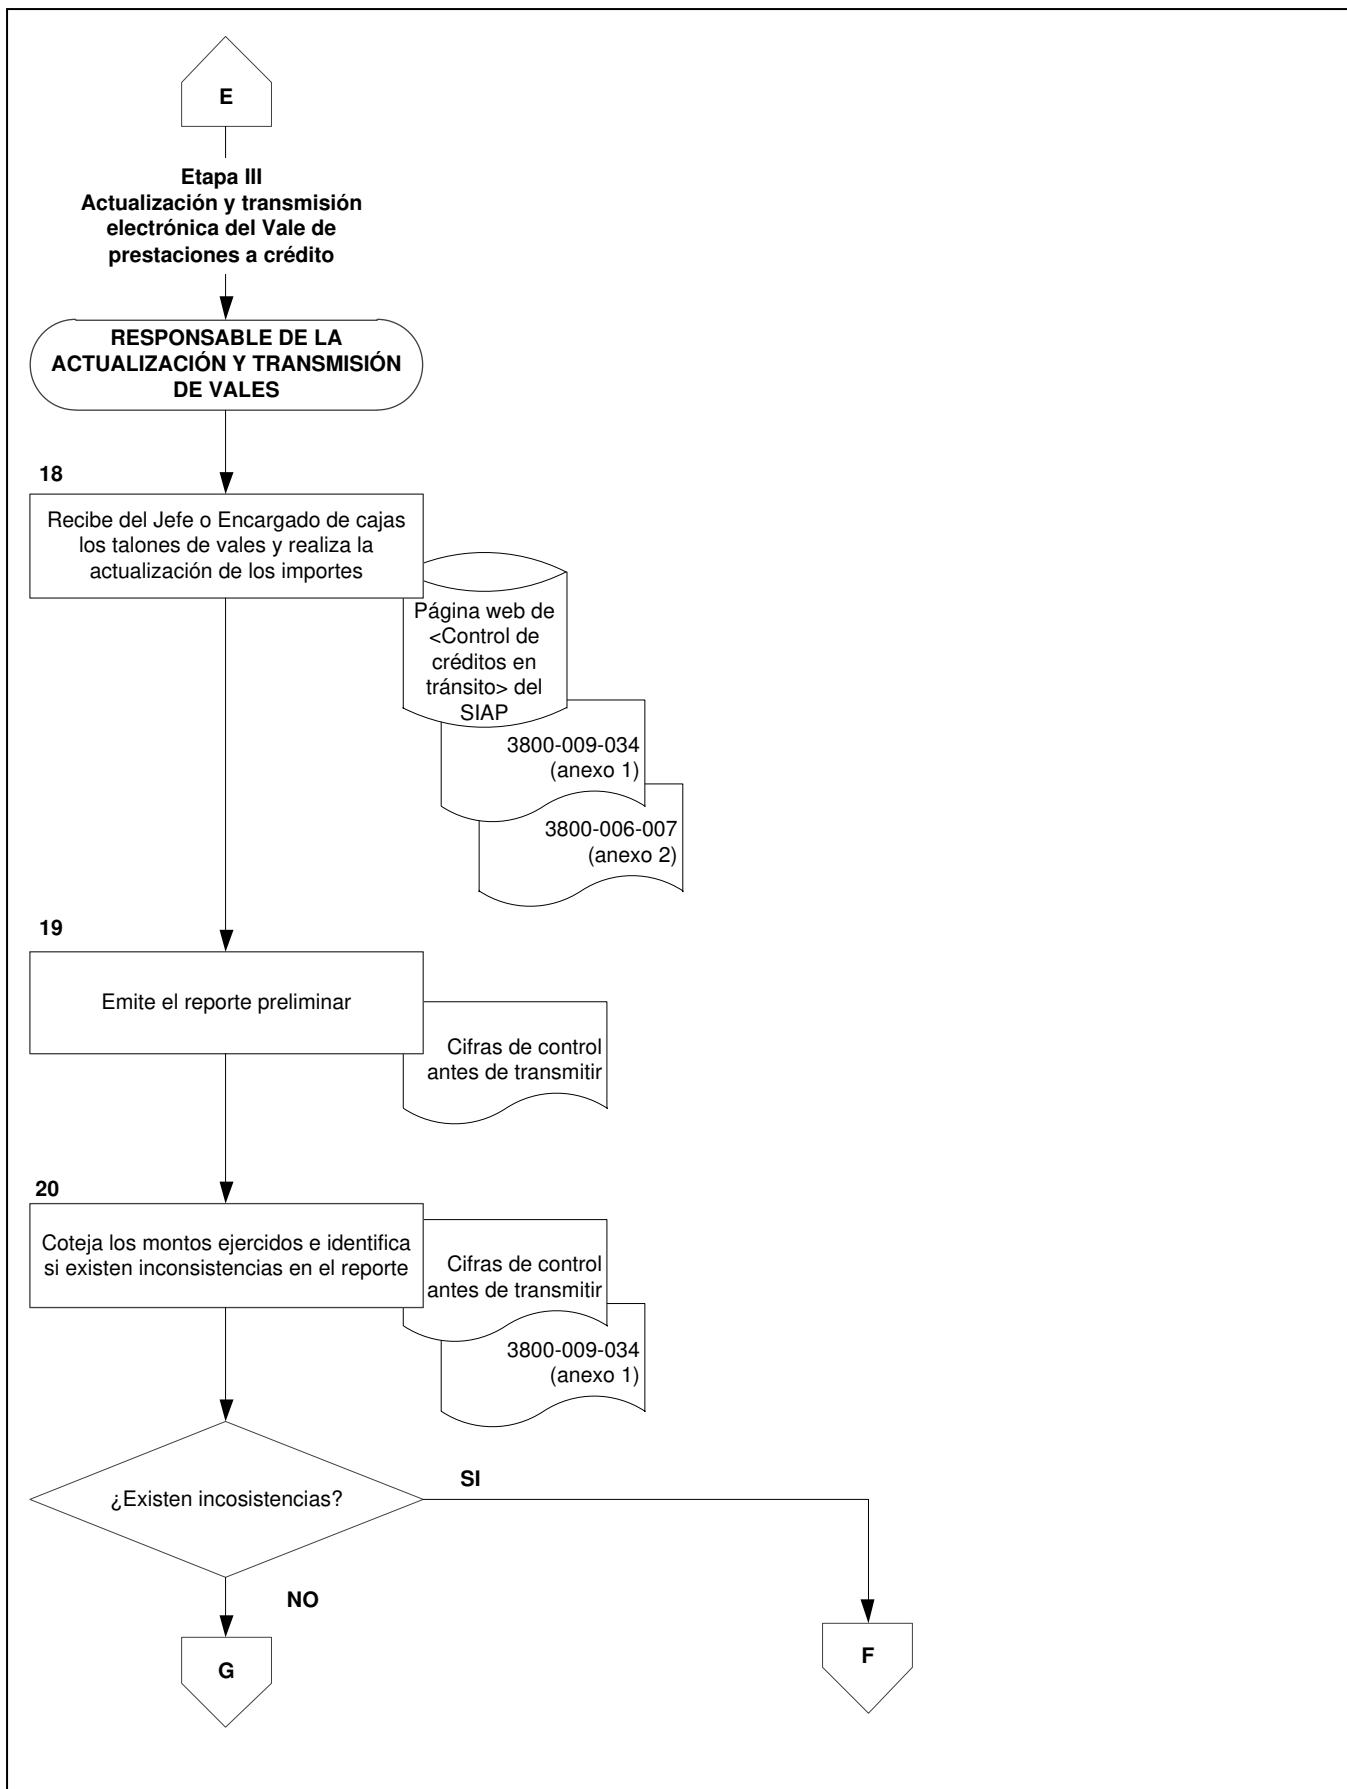 E
Etapa III
Actualización y transmisión
electrónica del Vale de
prestaciones a crédito
RESPONSABLE DE LA
ACTUALIZACIÓN Y TRANSMISIÓN
DE VALES
18
Recibe del Jefe o Encargado de cajas
los talones de vales y realiza la
actualización de los importes
Página web de
<Control de
créditos en
tránsito> del
SIAP
3800-009-034
(anexo 1)
3800-006-007
(anexo 2)
19
Emite el reporte preliminar
Cifras de control
antes de transmitir
20
Coteja los montos ejercidos e identifica
si existen inconsistencias en el reporte
Cifras de control
antes de transmitir
3800-009-034
(anexo 1)
¿Existen incosistencias?
SI
NO
G
F